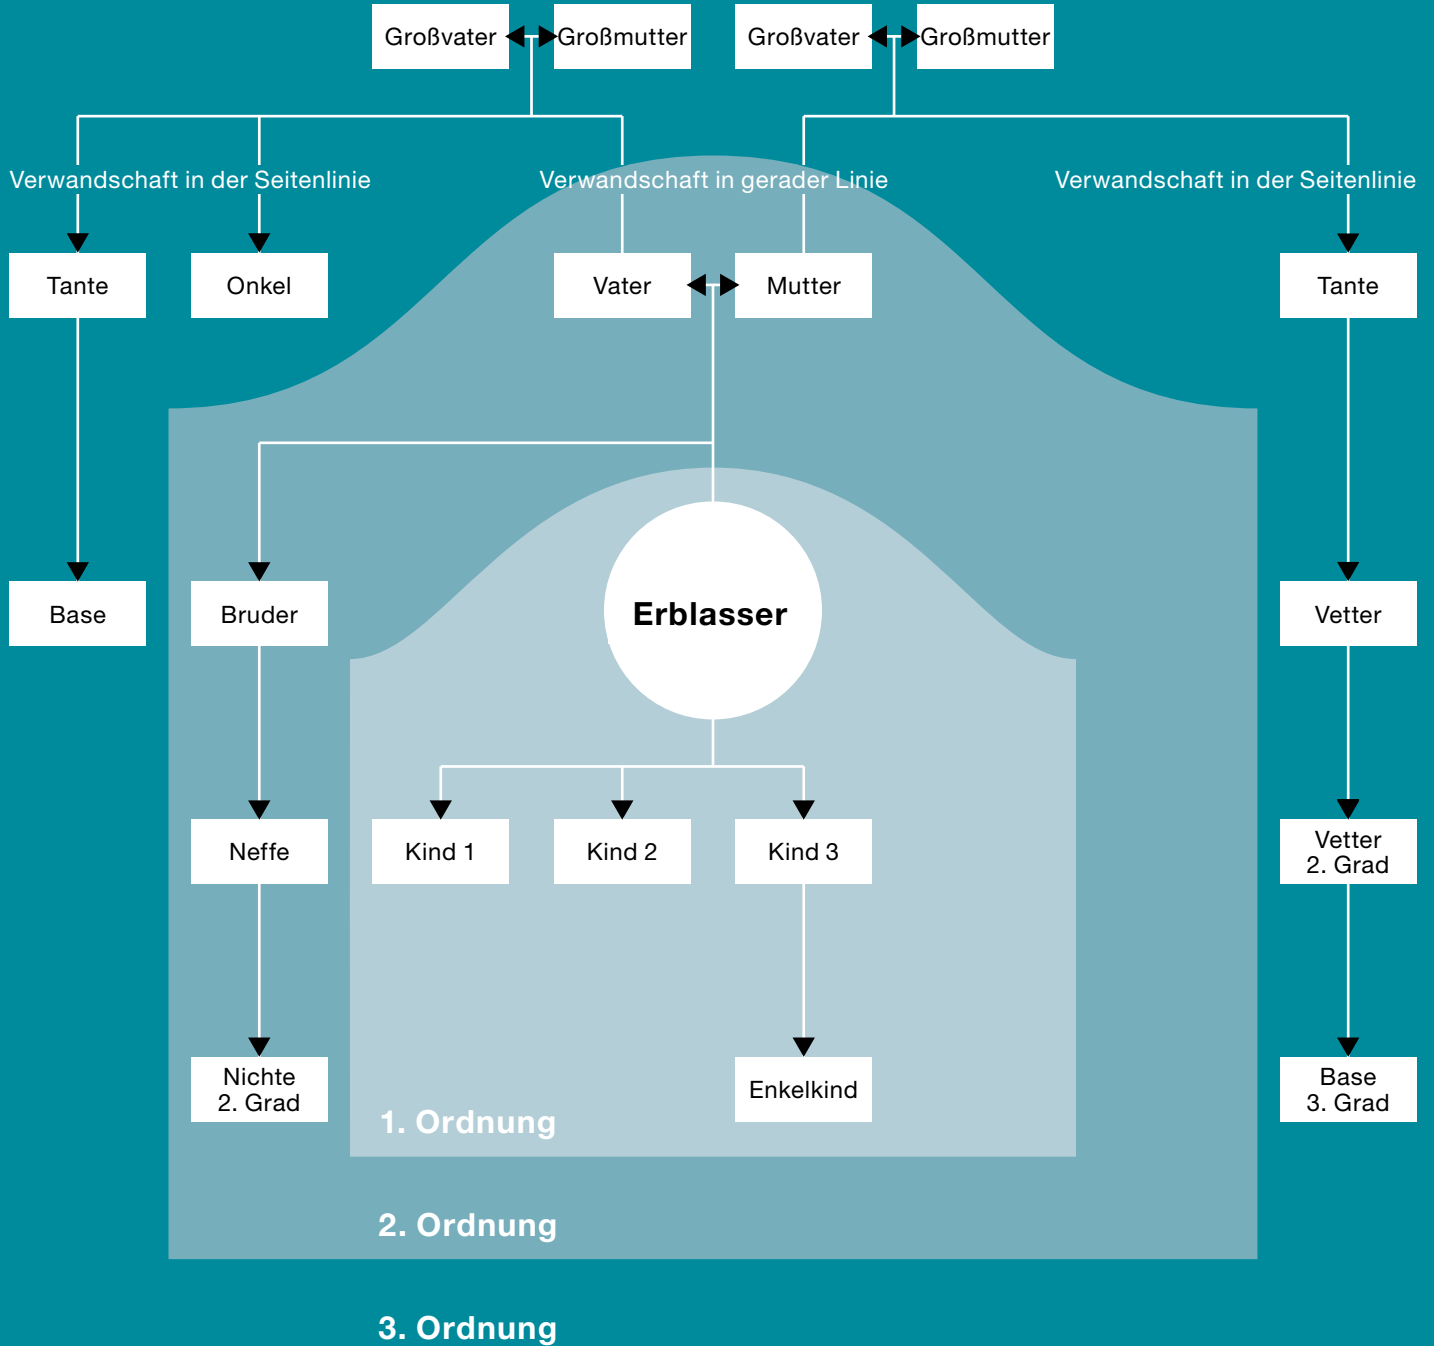 Großvater
Großmutter
Großvater
Großmutter
Verwandschaft in der Seitenlinie
Verwandschaft in gerader Linie
Verwandschaft in der Seitenlinie
Tante
Onkel
Vater
Mutter
Tante
Base
Bruder
Erblasser
Vetter
Neffe
Kind 1
Kind 2
Kind 3
Vetter
2. Grad
Nichte
2. Grad
Enkelkind
Base
3. Grad
1. Ordnung
2. Ordnung
3. Ordnung